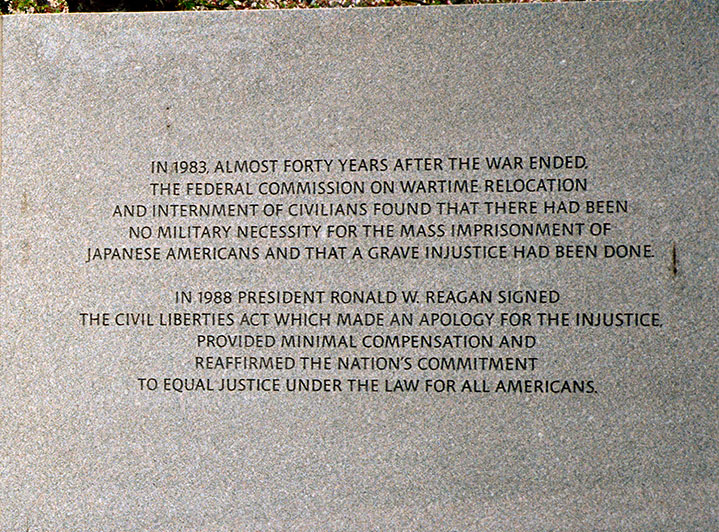 IN 1983, ALMOST FORTY YEARS AFTER THE WAR ENDED,
THE FEDERAL COMMISSION ON WARTIME RELOCATION
AND INTERNMENT OF CIVILIANS FOUND THAT THERE HAD BEEN
NO MILITARY NECESSITY FOR THE MASS IMPRISONMENT OF
JAPANESE AMERICANS AND THAT A GRAVE INJUSTICE HAD BEEN DONE.
IN 1988 PRESIDENT RONALD W. REAGAN SIGNED
THE CIVIL LIBERTIES ACT WHICH MADE AN APOLOGY FOR THE INJUSTICE,
PROVIDED MINIMAL COMPENSATION AND
REAFFIRMED THE NATION'S COMMITMENT
TO EQUAL JUSTICE UNDER THE LAW FOR ALL AMERICANS.